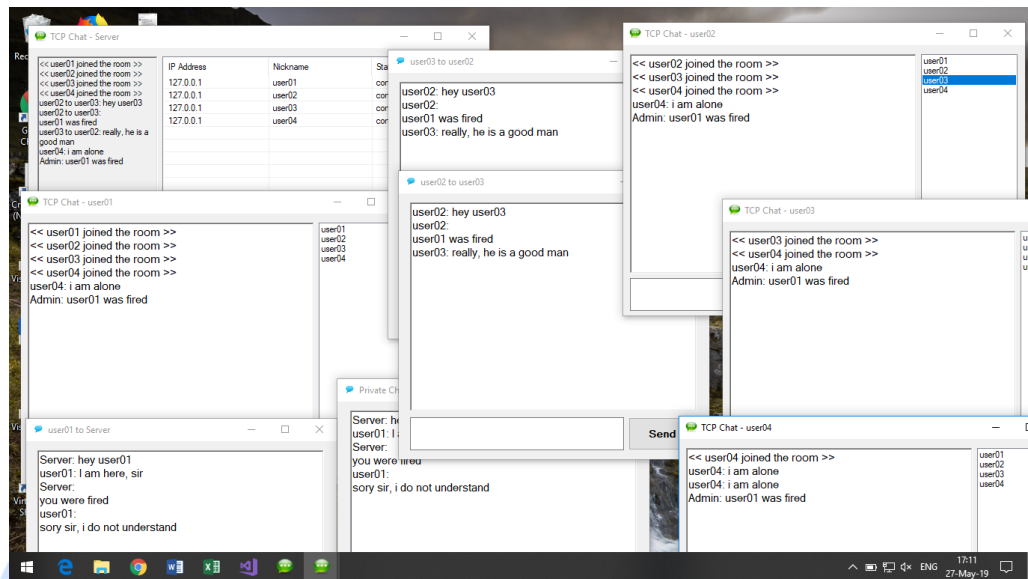 TCP Chat - Server
<< user01 joined the room >>
<< user02 joined the room >>
<< user03 joined the room >>
<< user04 joined the room >>
user02 to user03: hey user03
user02 to user03:
user01 was fired
user03 to user02: really, he is a
good man
user04: i am alone
Admin: user01 was fired
IP Address Nickname Sta
127.0.0.1 user01 con
127.0.0.1 user02 con
127.0.0.1 user03 con
127.0.0.1 user04 con
user03 to user02
user02: hey user03
user02:
user01 was fired
user03: really, he is a good man
TCP Chat - user02
<< user02 joined the room >>
<< user03 joined the room >>
<< user04 joined the room >>
user04: i am alone
Admin: user01 was fired
user01
user02
user03
user04
user02 to user03
user02: hey user03
user02:
user01 was fired
user03: really, he is a good man
Send
TCP Chat - user01
<< user01 joined the room >>
<< user02 joined the room >>
<< user03 joined the room >>
<< user04 joined the room >>
user04: i am alone
Admin: user01 was fired
user01
user02
user03
user04
TCP Chat - user03
<< user03 joined the room >>
<< user04 joined the room >>
user04: i am alone
Admin: user01 was fired
Private Ch
Server: he
user01: I
Server:
you were fired
user01:
sory sir, i do not understand
user01 to Server
Server: hey user01
user01: I am here, sir
Server:
you were fired
user01:
sory sir, i do not understand
TCP Chat - user04
<< user04 joined the room >>
user04: i am alone
user04: i am alone
Admin: user01 was fired
user01
user02
user03
user04
ENG
17:11
27-May-19